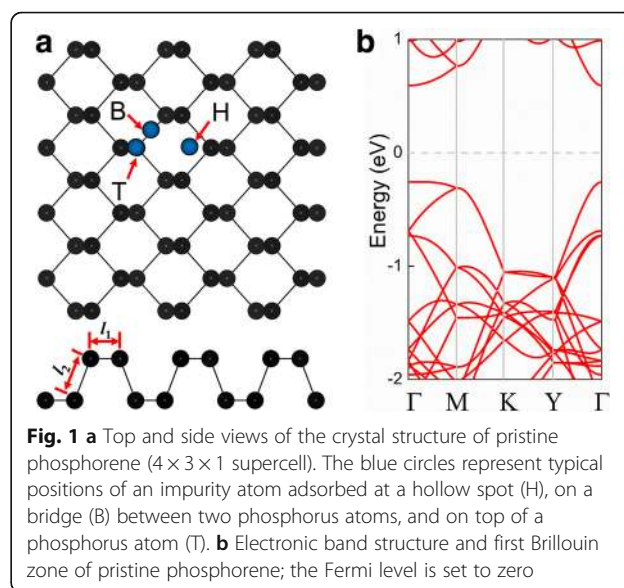 a
b
B
H
T
l₁
l₂
Energy (eV)
1
0
-1
-2
Γ M K Y Γ
Fig. 1 a Top and side views of the crystal structure of pristine
phosphorene (4 × 3 × 1 supercell). The blue circles represent typical
positions of an impurity atom adsorbed at a hollow spot (H), on a
bridge (B) between two phosphorus atoms, and on top of a
phosphorus atom (T). b Electronic band structure and first Brillouin
zone of pristine phosphorene; the Fermi level is set to zero